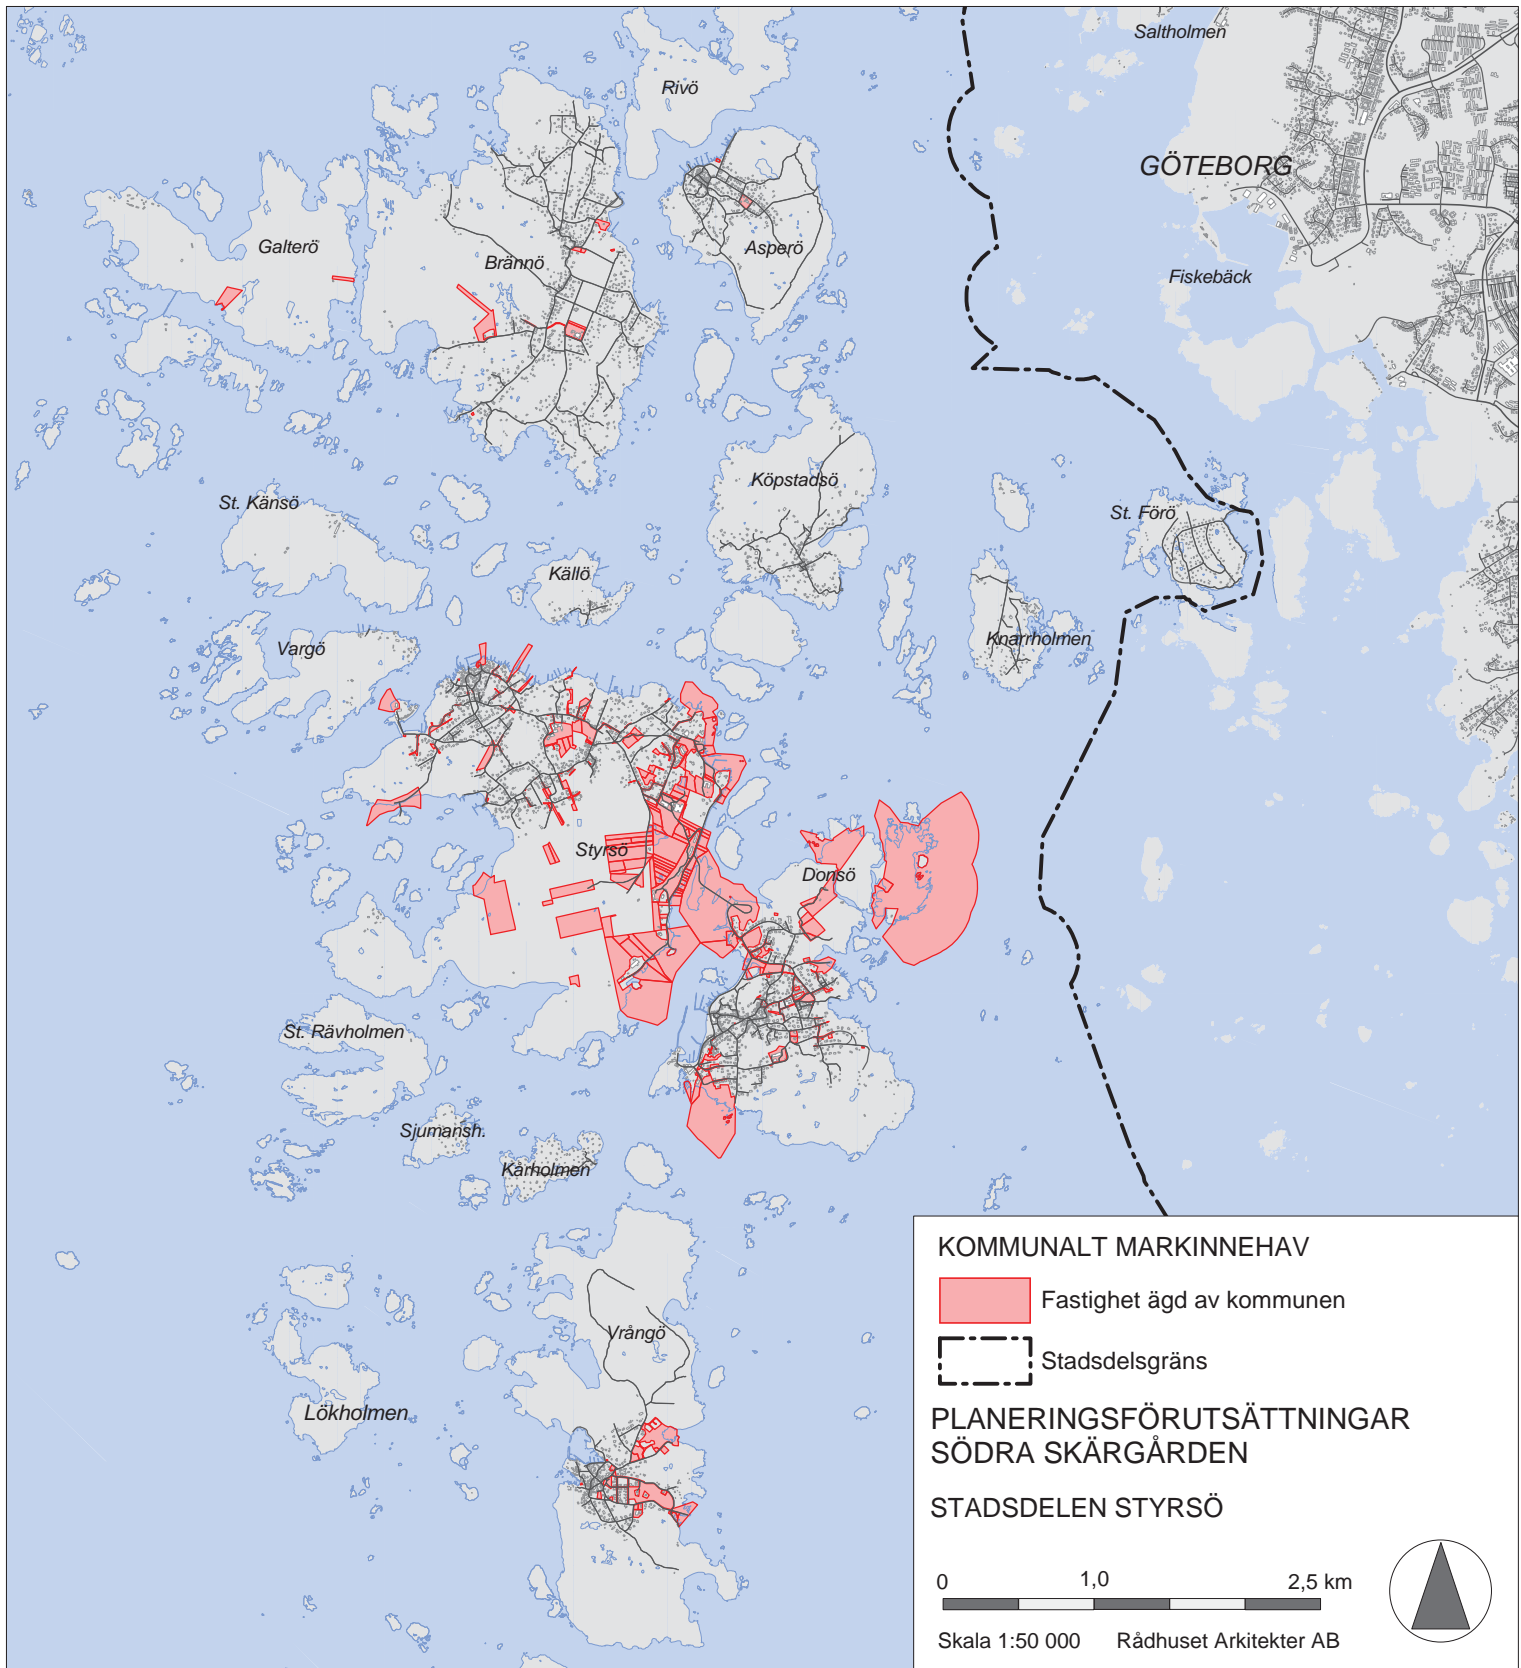 Saltholmen
Rivö
GÖTEBORG
Galterö
Brännö
Asperö
Fiskebäck
Köpstadsö
St. Känsö
St. Förö
Källö
Vargö
Knarrholmen
Styrsö
Donsö
St. Rävholmen
Sjumansh.
Kårholmen
Vrångö
Lökholmen
KOMMUNALT MARKINNEHAV
Fastighet ägd av kommunen
Stadsdelsgräns
PLANERINGSFÖRUTSÄTTNINGAR
SÖDRA SKÄRGÅRDEN
STADSDELEN STYRSÖ
0 1,0 2,5 km
Skala 1:50 000 Rådhuset Arkitekter AB